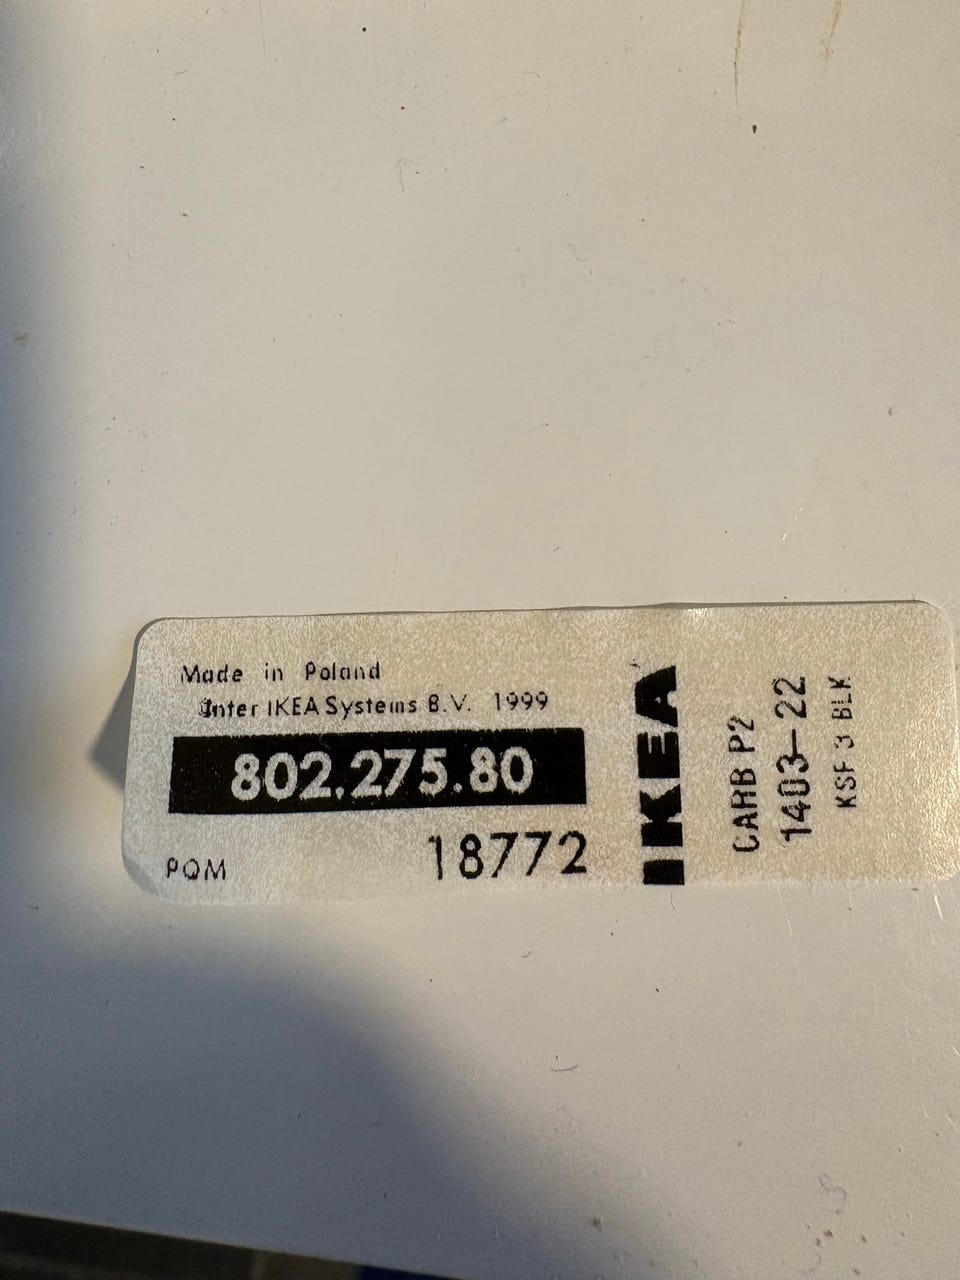 Made in Poland
Inter IKEA Systems B.V. 1999
802.275.80
PQM 18772
IKEA
CARB P2
1403-22
KSF 3 BLK